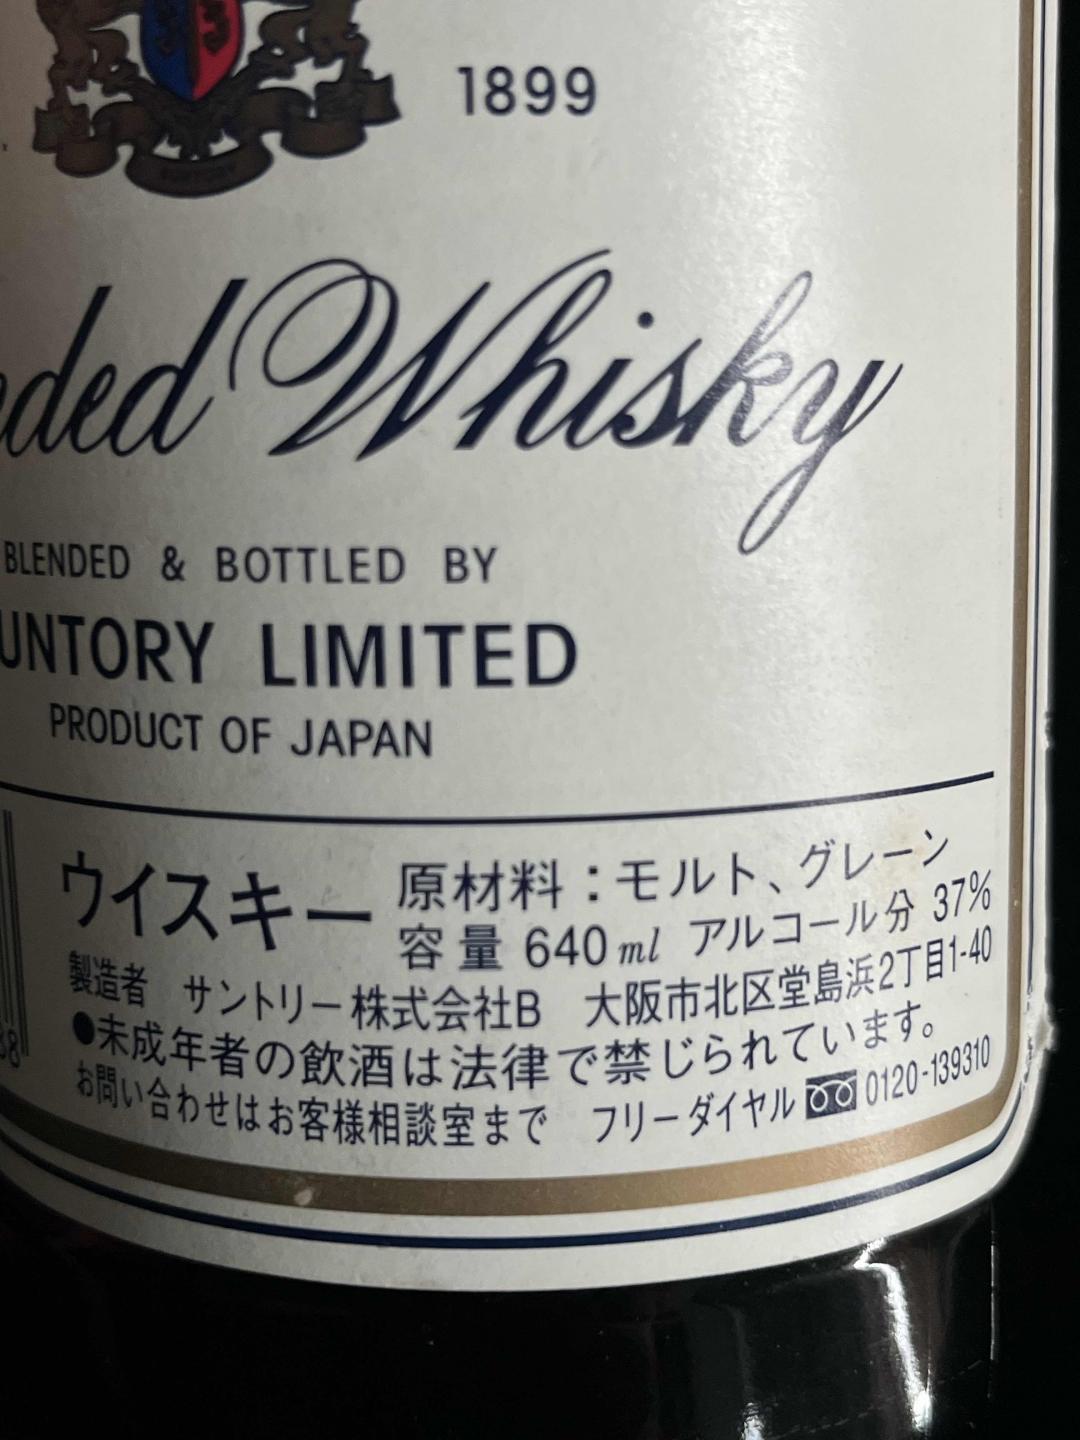 1899
Whisky
BLENDED & BOTTLED BY
LIMITED
PRODUCT OF JAPAN
ウイスキー
原材料：モルト、グレーン
容量 640ml アルコール分 37%
製造者 サントリー株式会社B 大阪市北区堂島浜2丁目1-40
●未成年者の飲酒は法律で禁じられています。
お問い合わせはお客様相談室まで フリーダイヤル 0120-139310